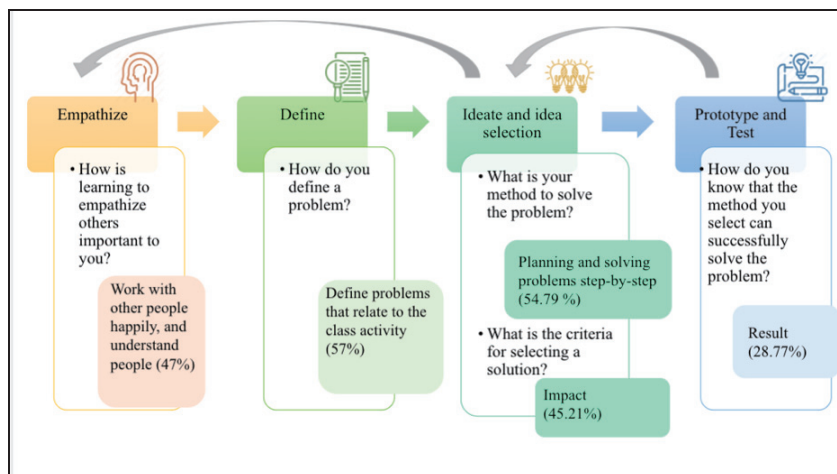 Empathize
Define
Ideate and idea
selection
Prototype and
Test
• How is
learning to
empathize
others
important to
you?
Work with
other people
happily, and
understand
people (47%)
• How do you
define a
problem?
Define problems
that relate to the
class activity
(57%)
• What is your
method to solve
the problem?
Planning and solving
problems step-by-step
(54.79 %)
• What is the criteria
for selecting a
solution?
Impact
(45.21%)
• How do you
know that the
method you
select can
successfully
solve the
problem?
Result
(28.77%)